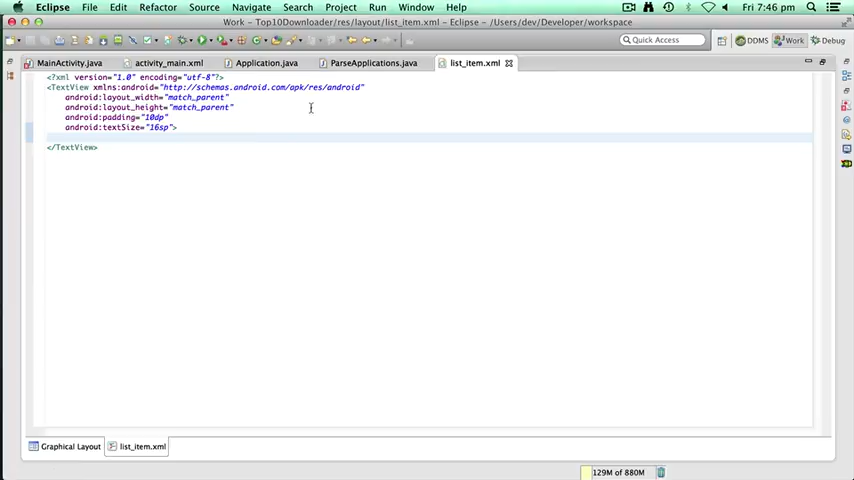 Eclipse File Edit Refactor Source Navigate Search Project Run Window Help Fri 7:46 pm
Work - Top10Downloader/res/layout/list_item.xml - Eclipse - /Users/dev/Developer/workspace
Quick Access DDMS Work Debug
MainActivity.java activity_main.xml Application.java ParseApplications.java list_item.xml
<?xml version="1.0" encoding="utf-8"?>
<TextView xmlns:android="http://schemas.android.com/apk/res/android"
android:layout_width="match_parent"
android:layout_height="match_parent"
android:padding="10dp"
android:textSize="16sp">
</TextView>
Graphical Layout list_item.xml
129M of 880M